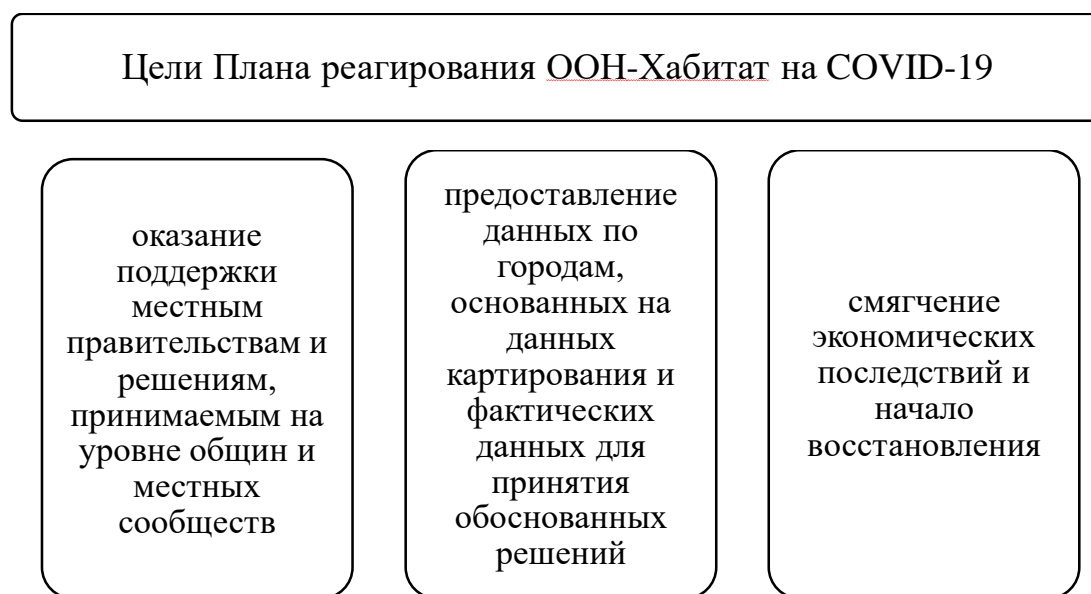 Цели Плана реагирования ООН-Хабитат на COVID-19
оказание
поддержки
местным
правительствам и
решениям,
принимаемым на
уровне общин и
местных
сообществ
предоставление
данных по
городам,
основанных на
данных
картирования и
фактических
данных для
принятия
обоснованных
решений
смягчение
экономических
последствий и
начало
восстановления